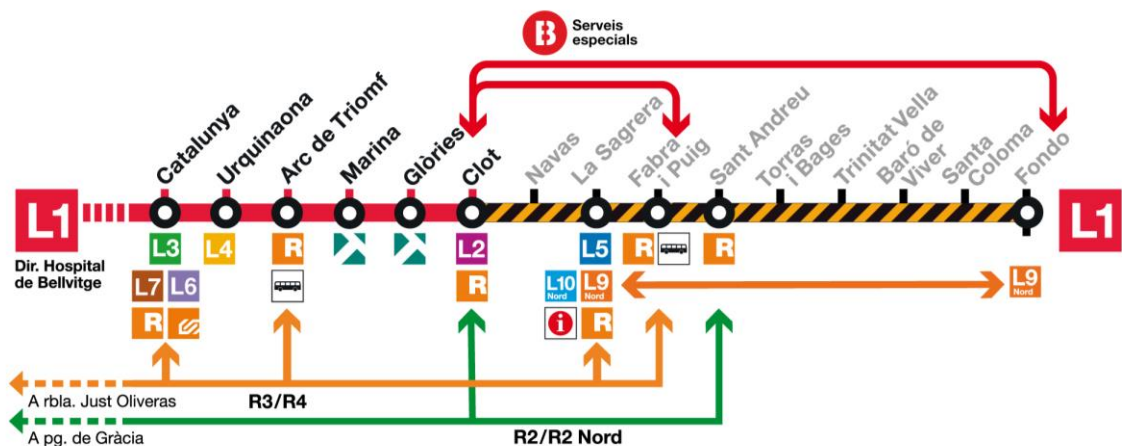 B
Serveis
especials
Catalunya
Urquinaona
Arc de Triomf
Marina
Glòries
Clot
Navas
La Sagrera
Fabra
i Puig
Sant Andreu
Torras
i Bages
Trinitat Vella
Baró de
Viver
Santa
Coloma
Fondo
L1
L1
Dir. Hospital
de Bellvitge
L3
L4
R
L2
L5
R
R
L7
L6
R
L10
Nord
L9
Nord
L9
Nord
R
i
R
A rbla. Just Oliveras
R3/R4
A pg. de Gràcia
R2/R2 Nord